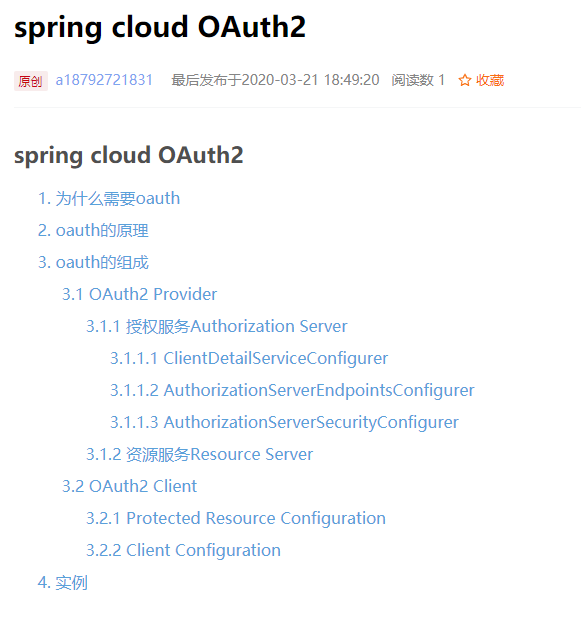 spring cloud OAuth2
原创 a18792721831 最后发布于2020-03-21 18:49:20 阅读数 1 收藏
spring cloud OAuth2
1. 为什么需要oauth
2. oauth的原理
3. oauth的组成
3.1 OAuth2 Provider
3.1.1 授权服务Authorization Server
3.1.1.1 ClientDetailServiceConfigurer
3.1.1.2 AuthorizationServerEndpointsConfigurer
3.1.1.3 AuthorizationServerSecurityConfigurer
3.1.2 资源服务Resource Server
3.2 OAuth2 Client
3.2.1 Protected Resource Configuration
3.2.2 Client Configuration
4. 实例